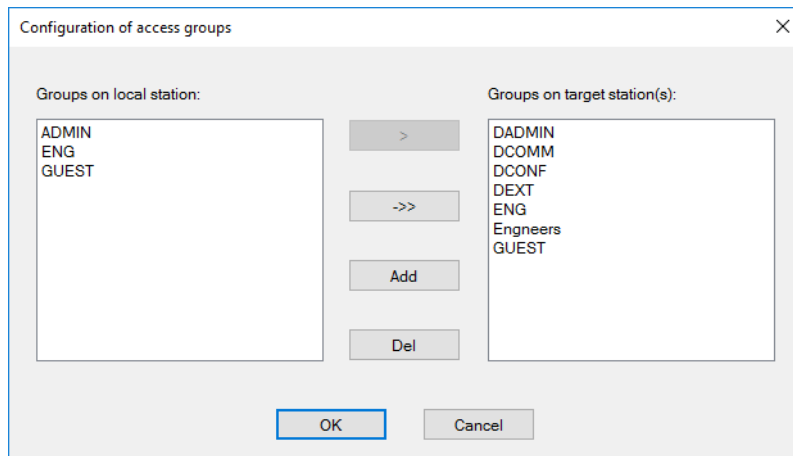 Configuration of access groups
Groups on local station:
ADMIN
ENG
GUEST
>
->>
Add
Del
Groups on target station(s):
DADMIN
DCOMM
DCONF
DEXT
ENG
Engneers
GUEST
OK
Cancel